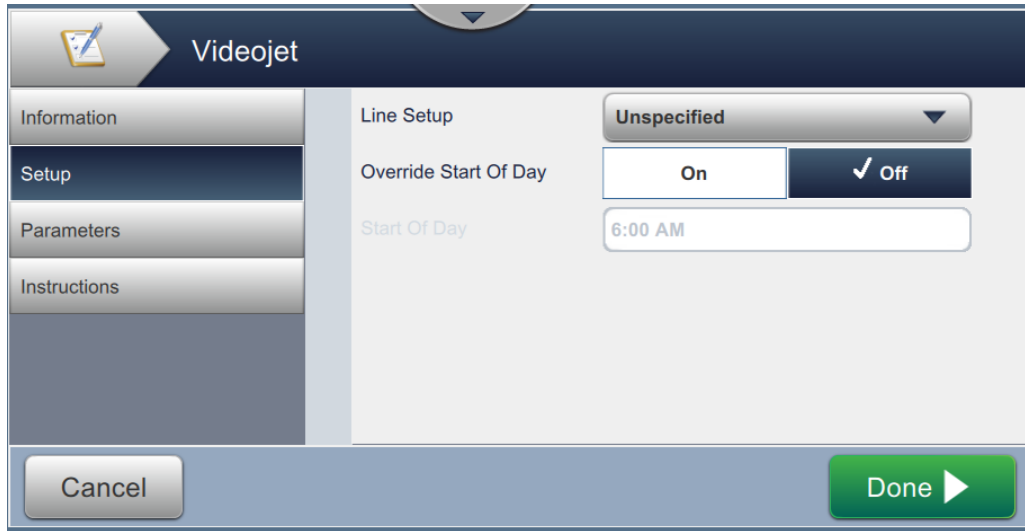 Videojet
Information
Setup
Parameters
Instructions
Line Setup
Unspecified
Override Start Of Day
On
Off
Start Of Day
6:00 AM
Cancel
Done